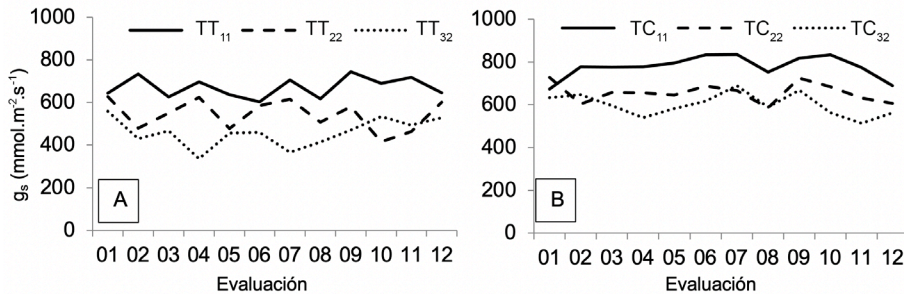 1000
TT₁₁ TT₂₂ TT₃₂
800
600
400
200
0
gₛ (mmol.m⁻².s⁻¹)
A
01 02 03 04 05 06 07 08 09 10 11 12
Evaluación
1000
TC₁₁ TC₂₂ TC₃₂
800
600
400
200
0
B
01 02 03 04 05 06 07 08 09 10 11 12
Evaluación